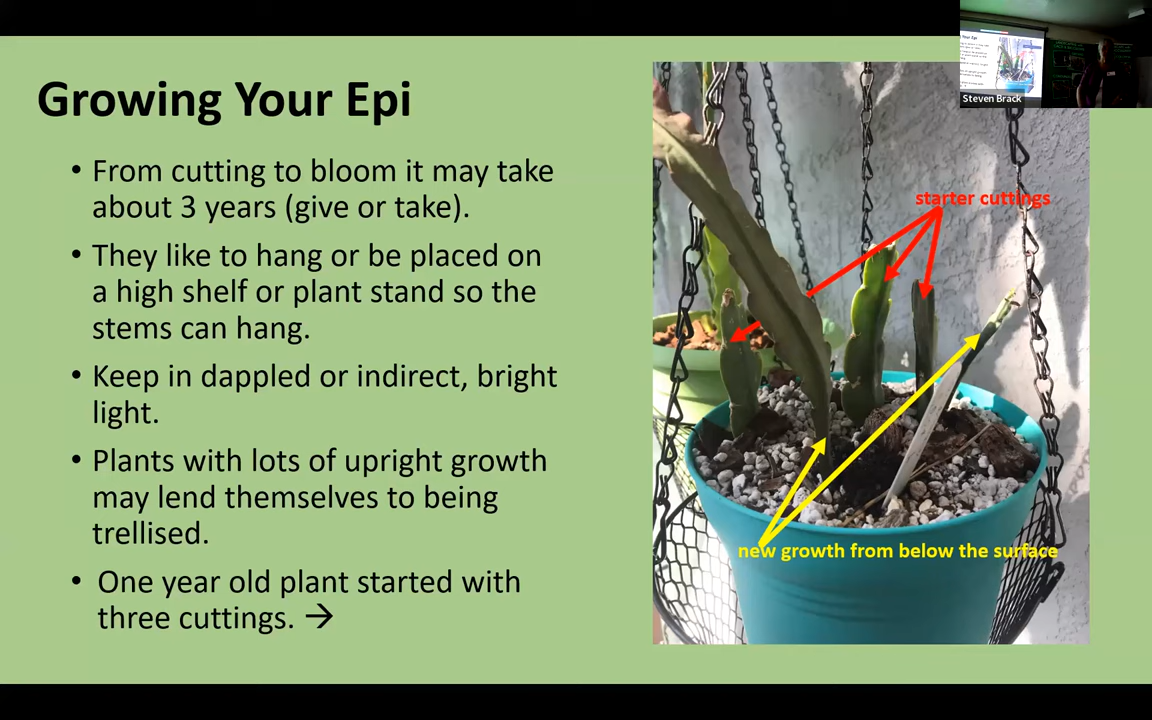 Growing Your Epi
• From cutting to bloom it may take
about 3 years (give or take).
• They like to hang or be placed on
a high shelf or plant stand so the
stems can hang.
• Keep in dappled or indirect, bright
light.
• Plants with lots of upright growth
may lend themselves to being
trellised.
• One year old plant started with
three cuttings. →
starter cuttings
new growth from below the surface
Steven Brack